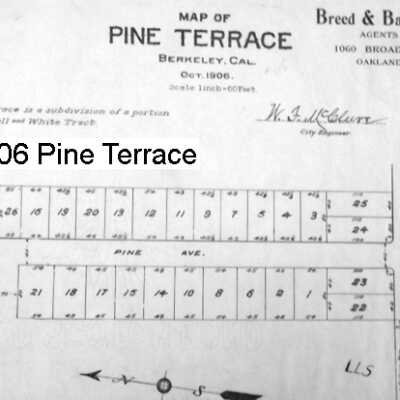 MAP OF
PINE TERRACE
BERKELEY, CAL.
OCT. 1906.
Scale 1 inch=60 Feet.
Breed & Ba
AGENTS
1060 BROAD
OAKLAND
race is a subdivision of a portion
ell and White Tract.
W. F. McClure
City Engineer.
06 Pine Terrace
26 16 19 20 13 12 11 9 7 5 4 3 25
24
PINE AVE.
21 18 17 15 14 10 8 6 2 1 23
22
N S
LLS